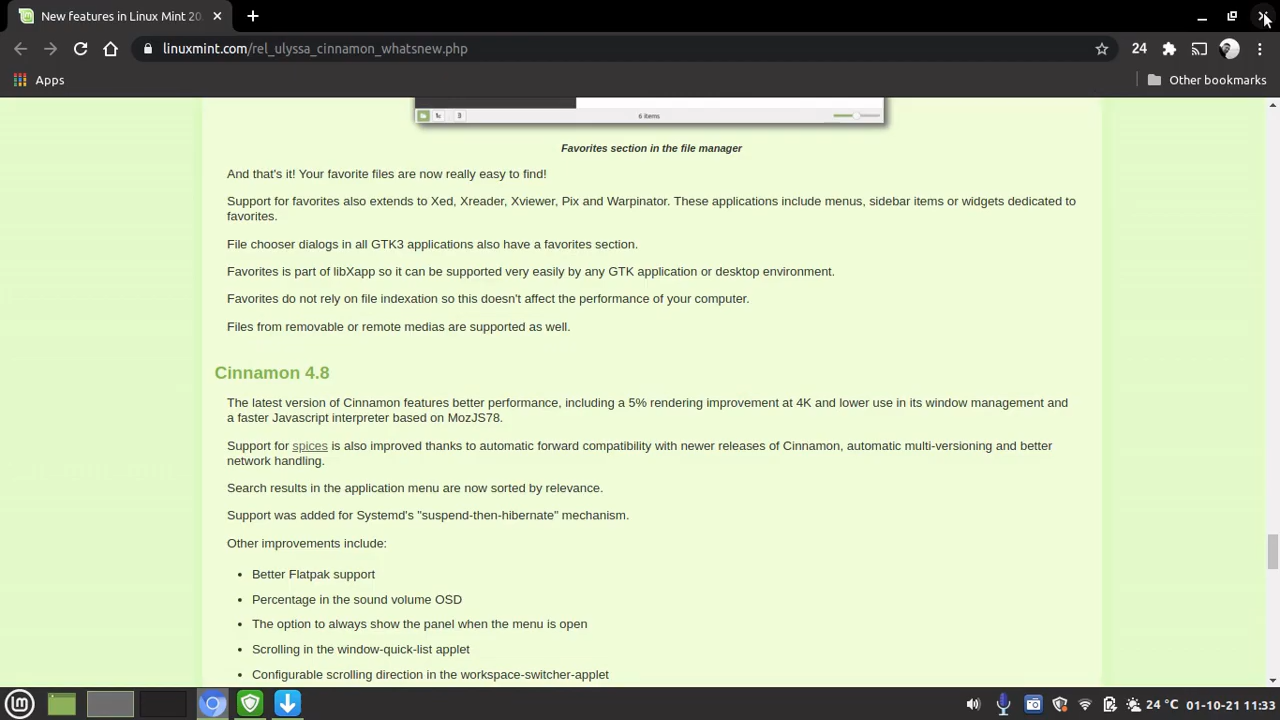 New features in Linux Mint 20
linuxmint.com/rel_ulyssa_cinnamon_whatsnew.php
24
Apps
Other bookmarks
6 items
Favorites section in the file manager
And that's it! Your favorite files are now really easy to find!
Support for favorites also extends to Xed, Xreader, Xviewer, Pix and Warpinator. These applications include menus, sidebar items or widgets dedicated to
favorites.
File chooser dialogs in all GTK3 applications also have a favorites section.
Favorites is part of libXapp so it can be supported very easily by any GTK application or desktop environment.
Favorites do not rely on file indexation so this doesn't affect the performance of your computer.
Files from removable or remote medias are supported as well.
Cinnamon 4.8
The latest version of Cinnamon features better performance, including a 5% rendering improvement at 4K and lower use in its window management and
a faster Javascript interpreter based on MozJS78.
Support for spices is also improved thanks to automatic forward compatibility with newer releases of Cinnamon, automatic multi-versioning and better
network handling.
Search results in the application menu are now sorted by relevance.
Support was added for Systemd's "suspend-then-hibernate" mechanism.
Other improvements include:
• Better Flatpak support
• Percentage in the sound volume OSD
• The option to always show the panel when the menu is open
• Scrolling in the window-quick-list applet
• Configurable scrolling direction in the workspace-switcher-applet
24 °C 01-10-21 11:33